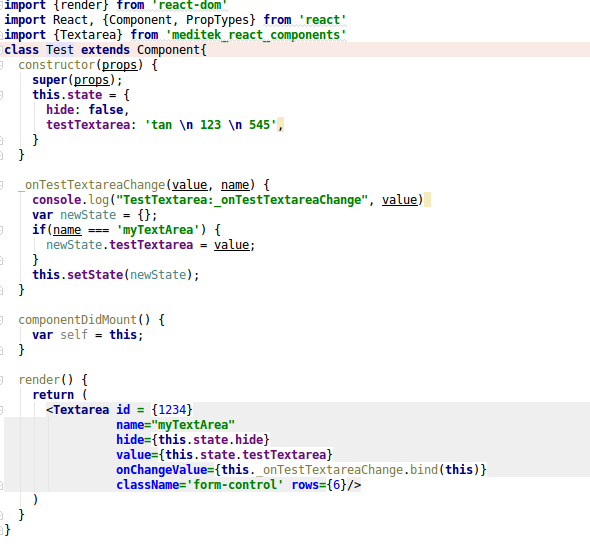 import {render} from 'react-dom'
import React, {Component, PropTypes} from 'react'
import {Textarea} from 'meditek_react_components'
class Test extends Component{
  constructor(props) {
    super(props);
    this.state = {
      hide: false,
      testTextarea: 'tan \n 123 \n 545',
    }
  }

  _onTestTextareaChange(value, name) {
    console.log("TestTextarea:_onTestTextareaChange", value)
    var newState = {};
    if(name === 'myTextArea') {
      newState.testTextarea = value;
    }
    this.setState(newState);
  }

  componentDidMount() {
    var self = this;
  }

  render() {
    return (
      <Textarea id = {1234}
                name="myTextArea"
                hide={this.state.hide}
                value={this.state.testTextarea}
                onChangeValue={this._onTestTextareaChange.bind(this)}
                className='form-control' rows={6}/>
    )
  }
}